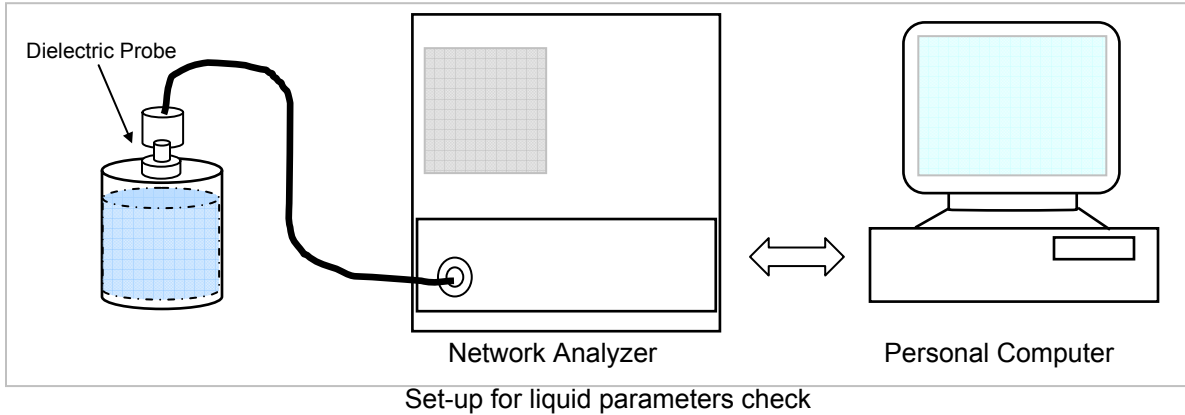 Dielectric Probe
Network Analyzer
Personal Computer
Set-up for liquid parameters check